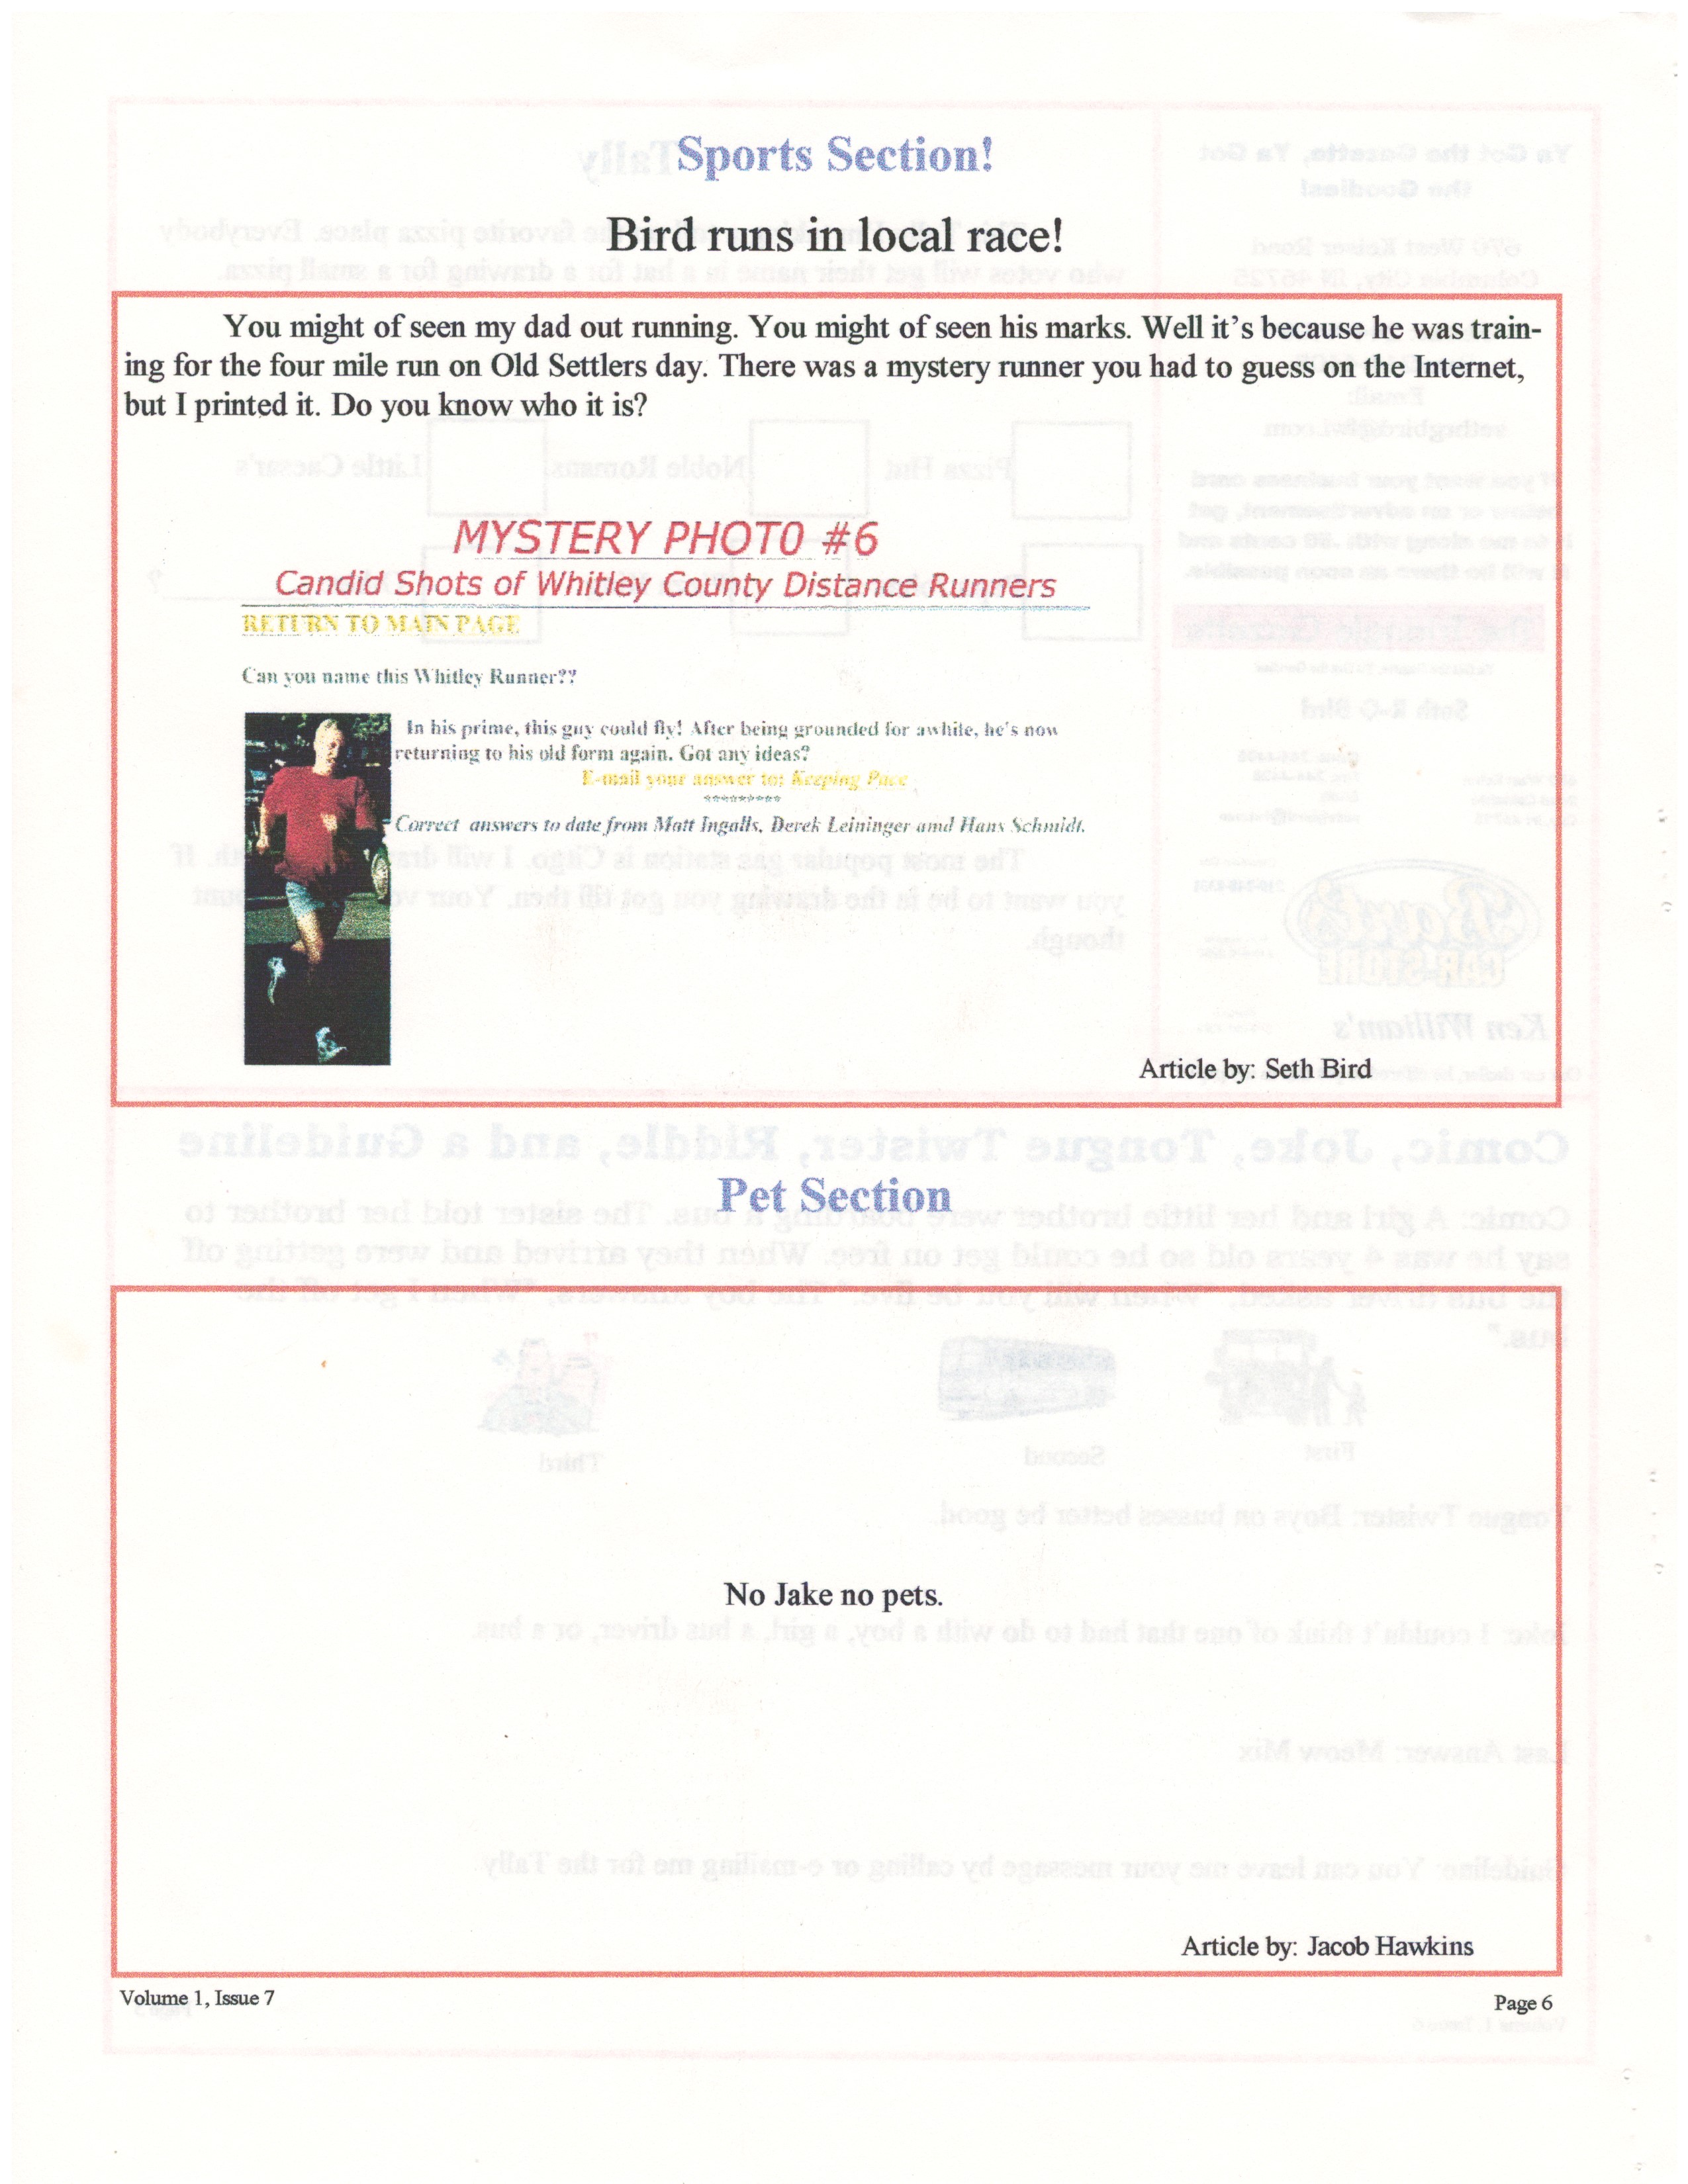 Sports Section!
Bird runs in local race!
You might of seen my dad out running. You might of seen his marks. Well it's because he was train-
ing for the four mile run on Old Settlers day. There was a mystery runner you had to guess on the Internet,
but I printed it. Do you know who it is?
MYSTERY PHOTO #6
Candid Shots of Whitley County Distance Runners
RETURN TO MAIN PAGE
Can you name this Whitley Runner??
In his prime, this guy could fly! After being grounded for awhile, he's now
returning to his old form again. Got any ideas?
E-mail your answer to; Keeping Pace
*********
Correct answers to date from Matt Ingalls, Derek Leininger amd Hans Schmidt.
Article by: Seth Bird
Pet Section
No Jake no pets.
Article by: Jacob Hawkins
Volume 1, Issue 7
Page 6